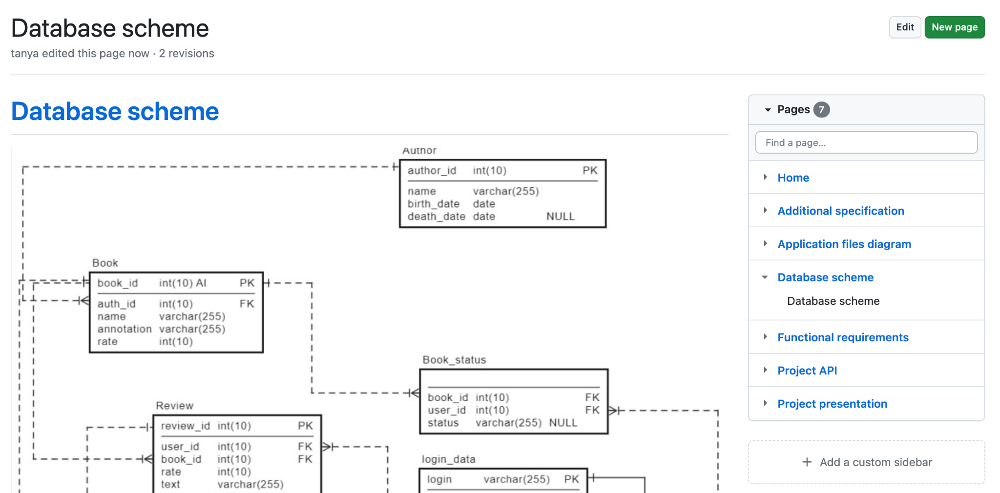 Database scheme
Edit
New page
tanya edited this page now · 2 revisions
Database scheme
Author
author_id int(10) PK
name varchar(255)
birth_date date
death_date date NULL
Book
book_id int(10) AI PK
auth_id int(10) FK
name varchar(255)
annotation varchar(255)
rate int(10)
Book_status
book_id int(10) FK
user_id int(10) FK
status varchar(255) NULL
Review
review_id int(10) PK
user_id int(10) FK
book_id int(10) FK
rate int(10)
text varchar(255)
login_data
login varchar(255) PK
Pages 7
Find a page...
Home
Additional specification
Application files diagram
Database scheme
Database scheme
Functional requirements
Project API
Project presentation
Add a custom sidebar